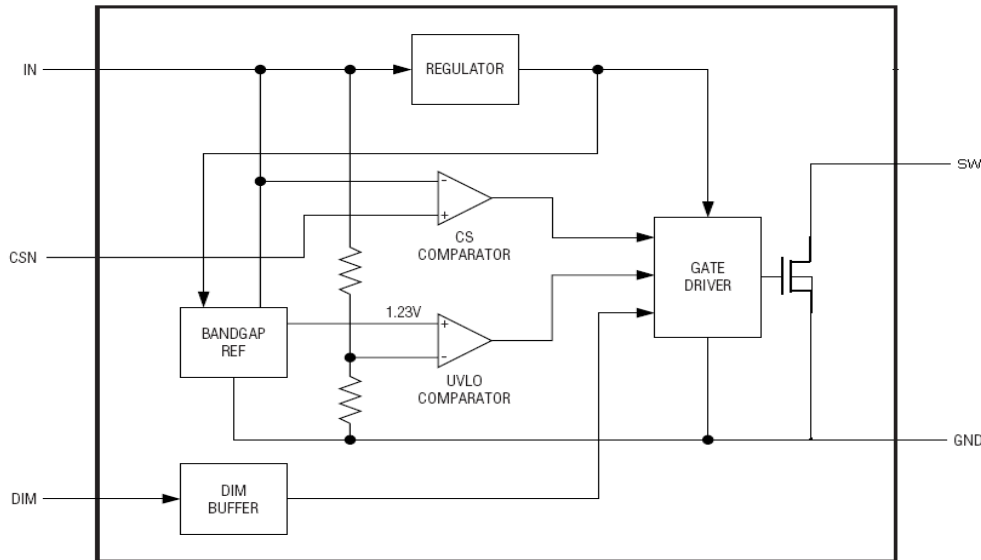 IN
REGULATOR
SW
-
+
CS
COMPARATOR
CSN
GATE
DRIVER
1.23V
+
-
BANDGAP
REF
UVLO
COMPARATOR
GND
DIM
DIM
BUFFER